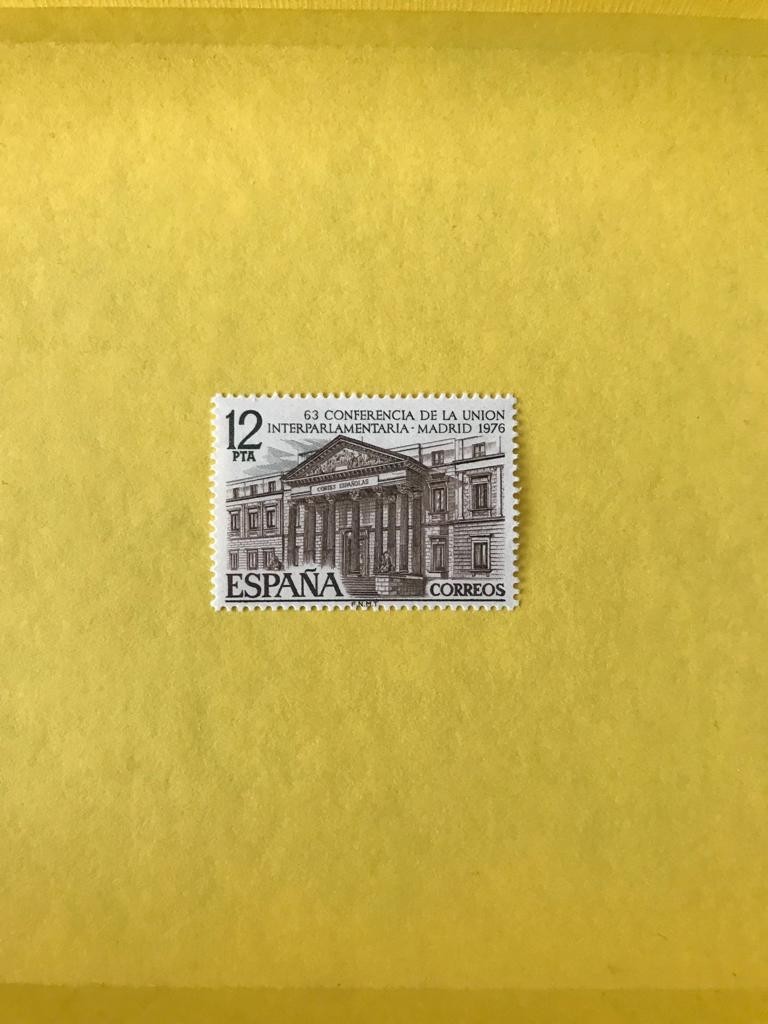 12
PTA
63 CONFERENCIA DE LA UNION
INTERPARLAMENTARIA - MADRID 1976
CORTES ESPAÑOLAS
ESPAÑA
CORREOS
F.N.M.T.